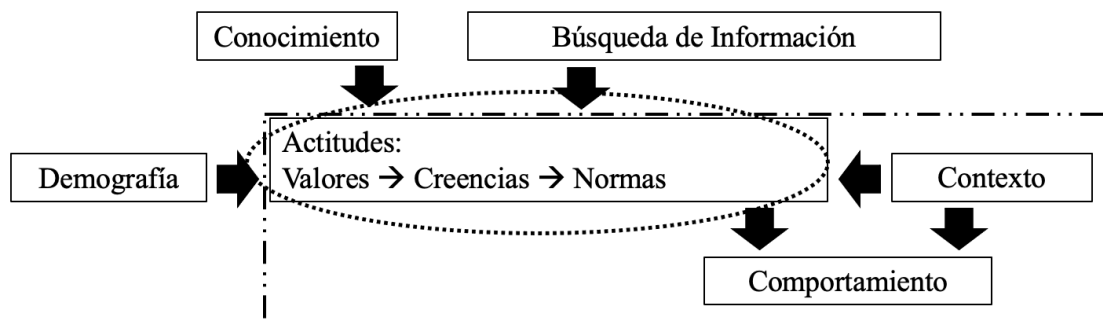 Conocimiento
Búsqueda de Información
Actitudes:
Valores → Creencias → Normas
Demografía
Contexto
Comportamiento